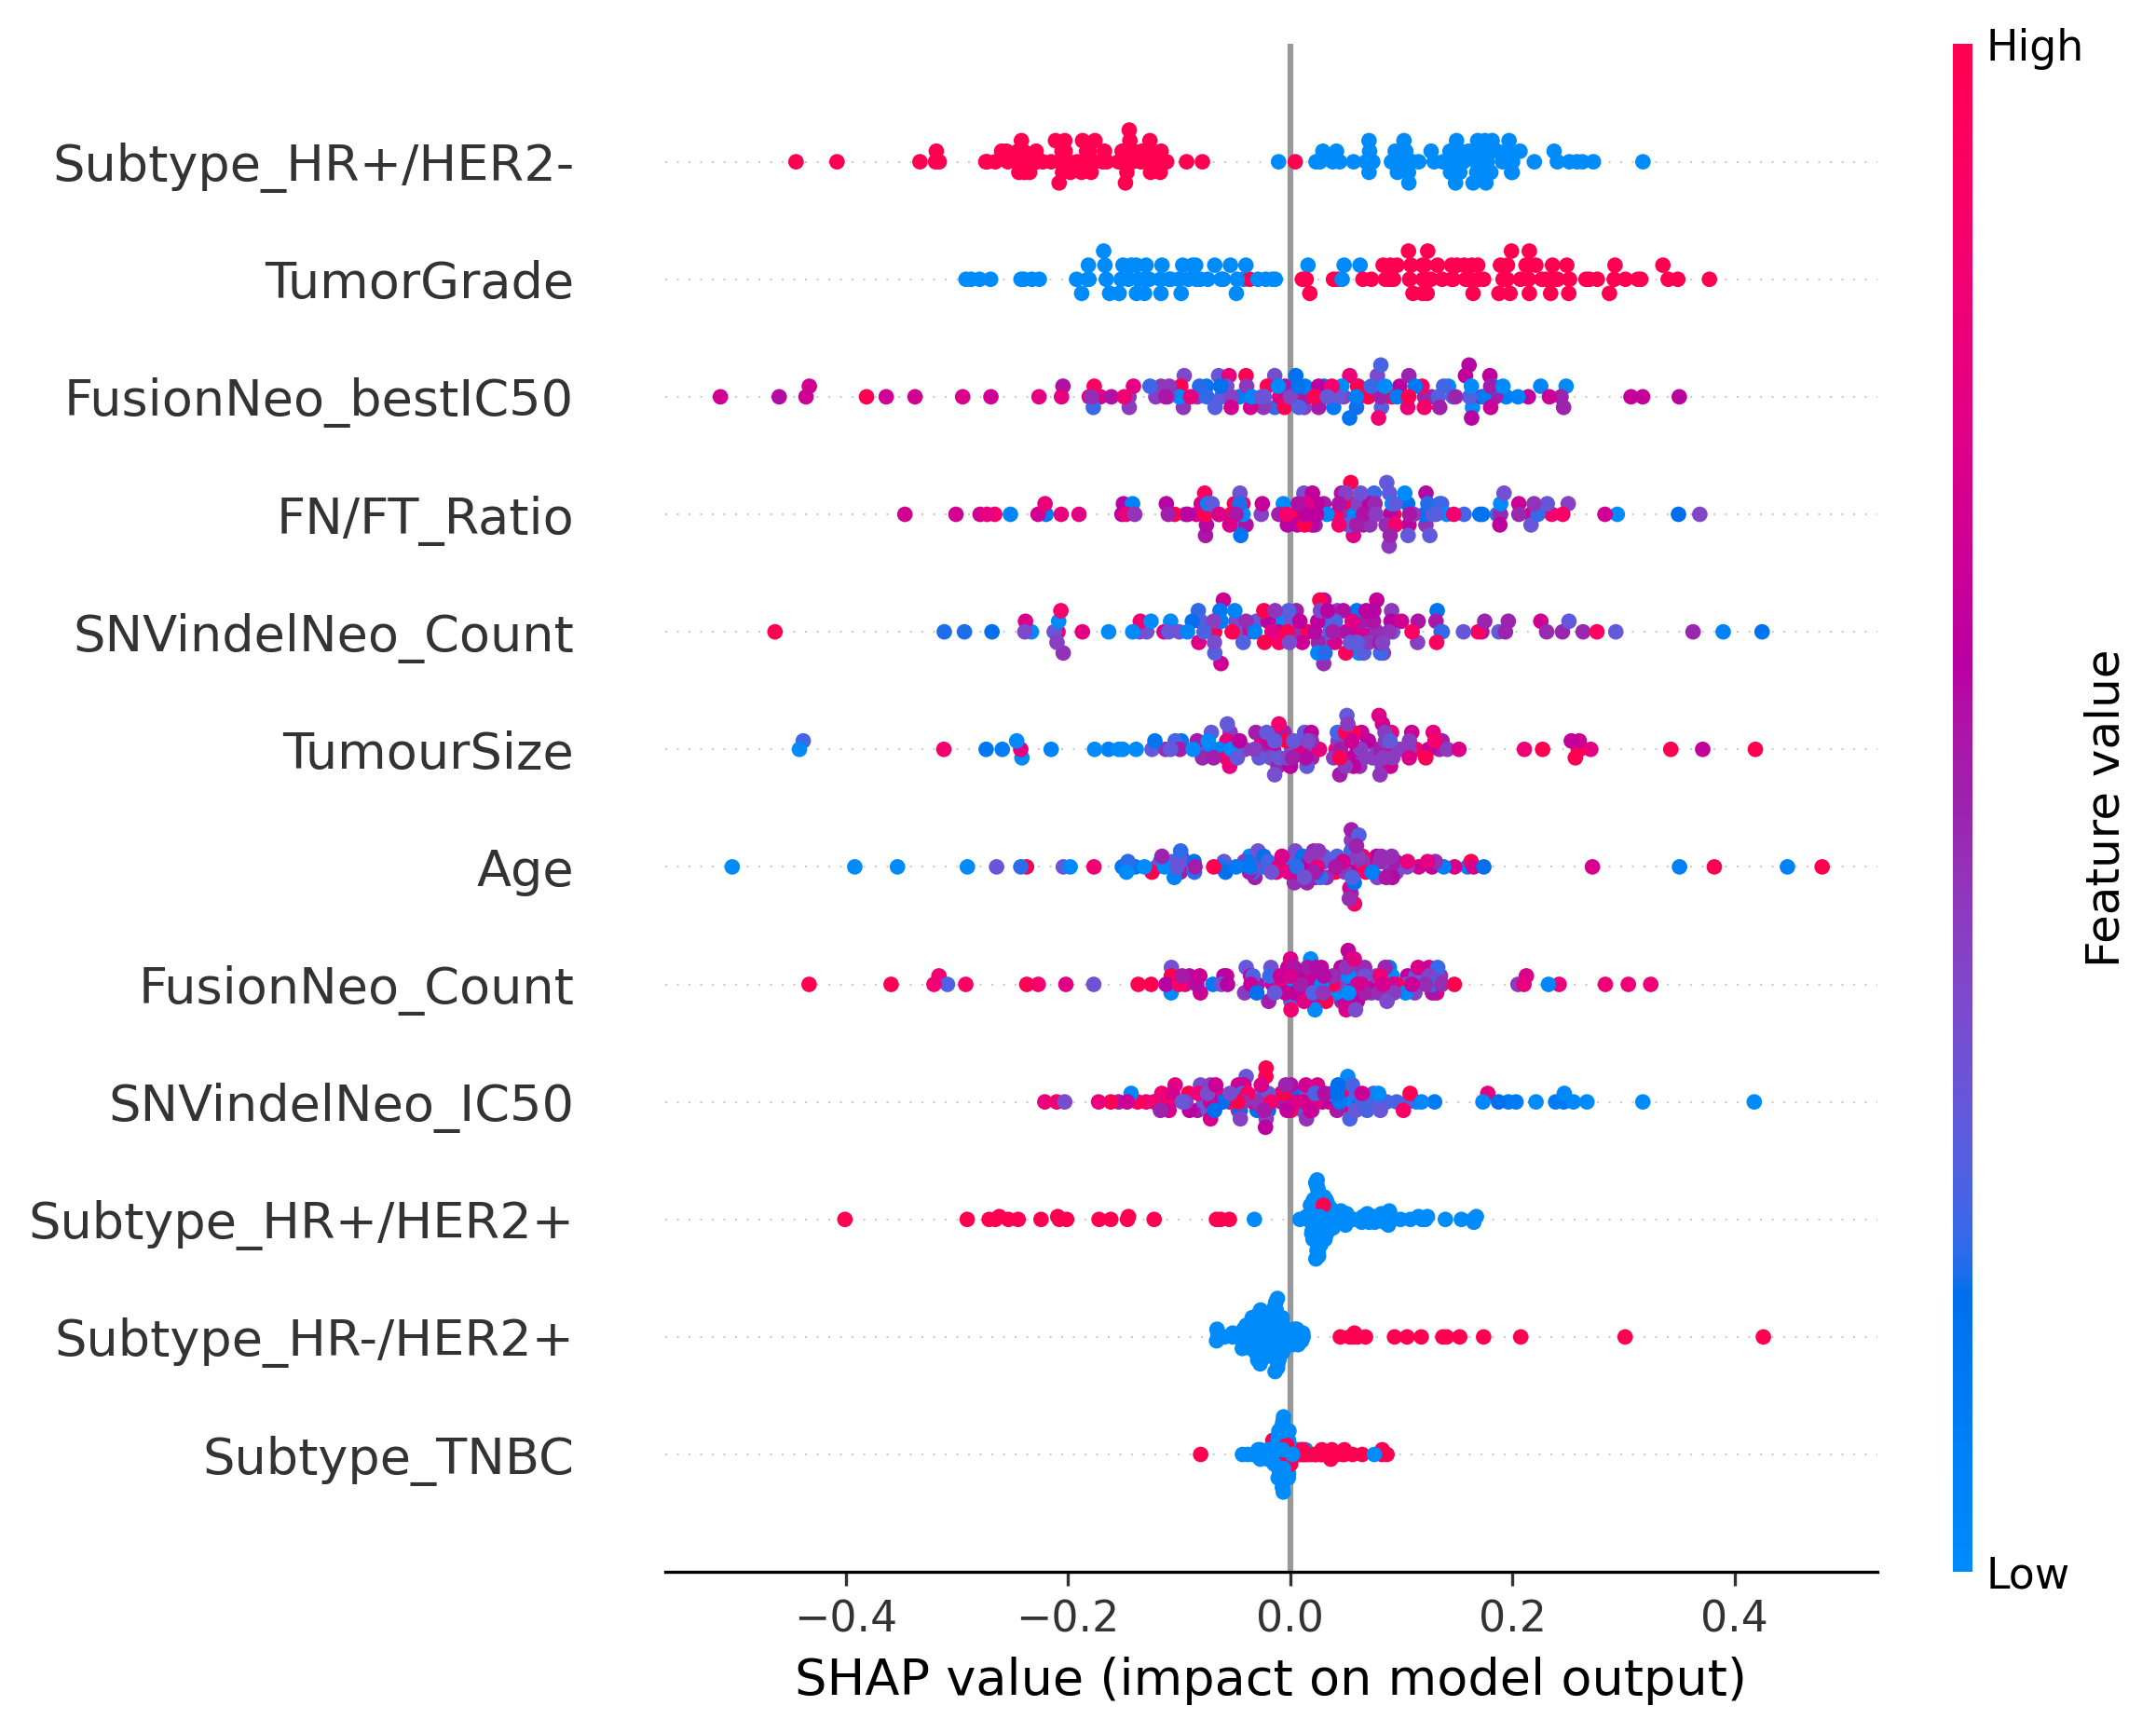 High
Subtype_HR+/HER2-
TumorGrade
FusionNeo_bestIC50
FN/FT_Ratio
SNVindelNeo_Count
TumourSize
Age
FusionNeo_Count
SNVindelNeo_IC50
Subtype_HR+/HER2+
Subtype_HR-/HER2+
Subtype_TNBC
Feature value
Low
−0.4 −0.2 0.0 0.2 0.4
SHAP value (impact on model output)